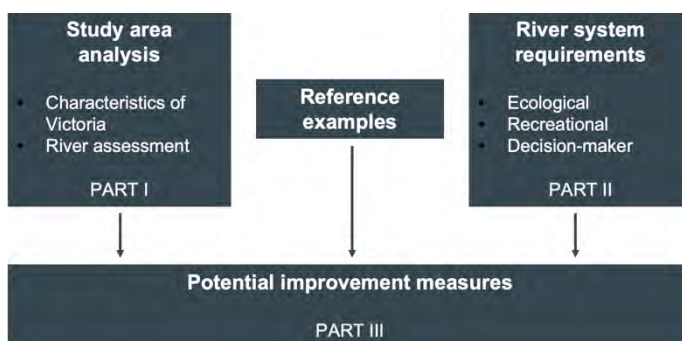 Study area
analysis
• Characteristics of
Victoria
• River assessment
PART I
Reference
examples
River system
requirements
• Ecological
• Recreational
• Decision-maker
PART II
Potential improvement measures
PART III